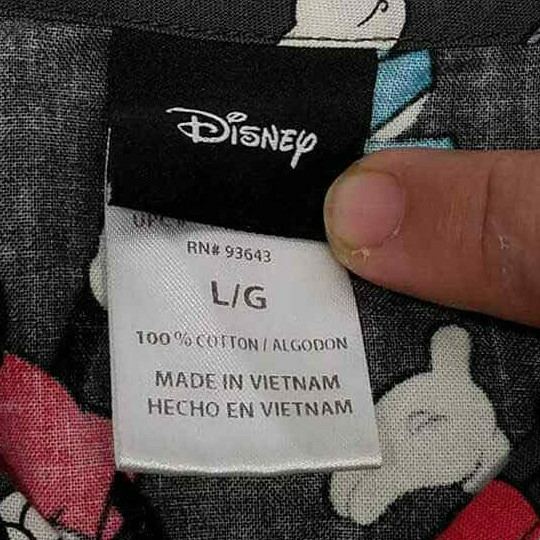 Disney
RN# 93643
L/G
100% COTTON / ALGODON
MADE IN VIETNAM
HECHO EN VIETNAM